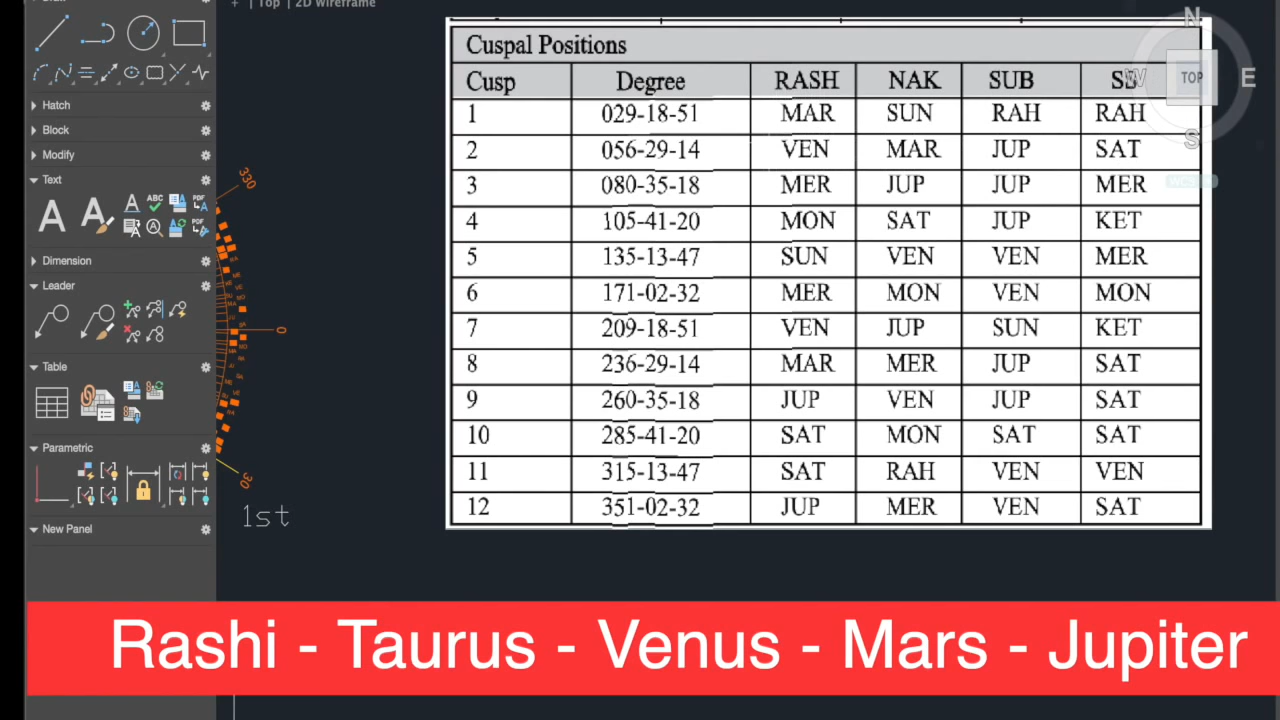 + | Top | 2D Wireframe
Hatch
Block
Modify
Text
A A A ABC PDF
PDF
Dimension
Leader
Table
Parametric
New Panel
330
0
30
1st
Cuspal Positions
Cusp Degree RASH NAK SUB
1 029-18-51 MAR SUN RAH RAH
2 056-29-14 VEN MAR JUP SAT
3 080-35-18 MER JUP JUP MER
4 105-41-20 MON SAT JUP KET
5 135-13-47 SUN VEN VEN MER
6 171-02-32 MER MON VEN MON
7 209-18-51 VEN JUP SUN KET
8 236-29-14 MAR MER JUP SAT
9 260-35-18 JUP VEN JUP SAT
10 285-41-20 SAT MON SAT SAT
11 315-13-47 SAT RAH VEN VEN
12 351-02-32 JUP MER VEN SAT
N
W TOP E
S
WCS
Rashi - Taurus - Venus - Mars - Jupiter